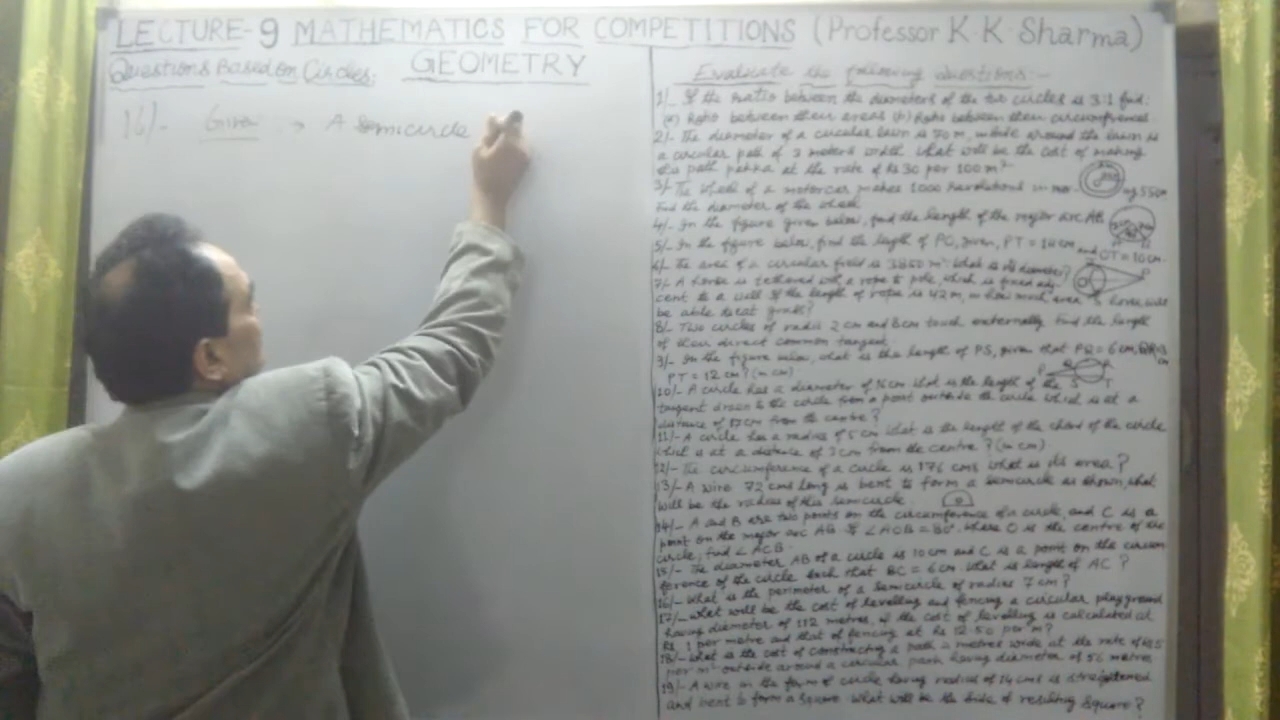 LECTURE-9 MATHEMATICS FOR COMPETITIONS (Professor K.K. Sharma)
Questions Based on Circles: GEOMETRY
16/- Given → A Semicircle
Evaluate the following questions:-
1/- If the ratio between the diameters of the two circles is 3:1 find:
(a) Ratio between their areas (b) Ratio between their circumferences.
2/- The diameter of a circular lawn is 70 m, while around the lawn is
a circular path of 3 meters width. What will be the cost of making
this path pakka at the rate of Rs 30 per 100 m²
3/- The wheel of a motorcar makes 1000 Revolutions in
Find the diameter of the wheel
4/- In the figure given below, find the length of the major arc AB
5/- In the figure below, find the length of PO, given, PT = 14 cm and OT = 10 cm.
6/- The area of a circular field is 3850 m² What is its diameter?
7/- A horse is tethered with a rope to pole, which is fixed adja
cent to a wall If the length of rope is 42 m, in how much area horse will
be able to eat grass?
8/- Two circles of radii 2 cm and 8 cm touch externally Find the length
of their direct common tangent.
9/- In the figure below, what is the length of PS, given that PQ = 6 cm,
PT = 12 cm? (in cm)
10/- A circle has a diameter of 16 cm What is the length of the
tangent drawn to the circle from a point outside the circle which is at a
distance of 17 cm from the centre?
11/- A circle has a radius of 5 cm What is the length of the chord of the circle
which is at a distance of 3 cm from the centre? (in cm)
12/- The circumference of a circle is 176 cms What is its area?
13/- A wire 72 cms long is bent to form a semicircle as shown, what
will be the radius of this semicircle.
14/- A and B are two points on the circumference of a circle and C is a
point on the major arc AB If ∠AOB = 80°. Where O is the centre of the
circle, find ∠ACB.
15/- The diameter AB of a circle is 10 cm and C is a point on the circum
ference of the circle such that BC = 6 cm What is length of AC?
16/- What is the perimeter of a semicircle of radius 7 cm?
17/- What will be the cost of levelling and fencing a circular playground
having diameter of 112 metres, if the cost of levelling is calculated at
Rs 1 per metre and that of fencing at Rs 12.50 per m?
18/- What is the cost of constructing a path metres wide at the rate of Rs 5
per m² outside around a circular park having diameter of 56 metres
19/- A wire in the form of circle having radius of 14 cms is straightened
and bent to form a square What will be the side of resulting square?